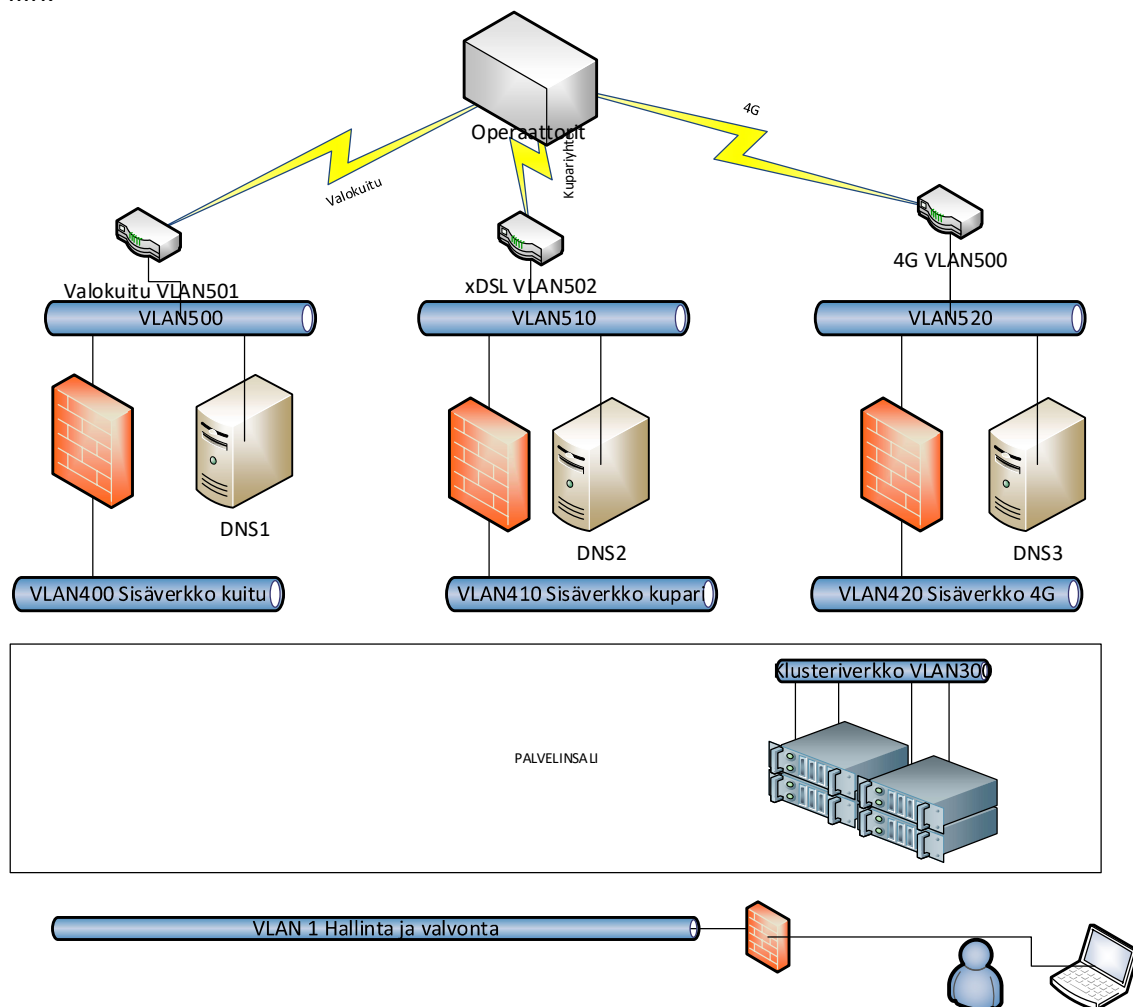 Operaattorit
4G
Valokuitu
Kupariyht
4G VLAN500
Valokuitu VLAN501
xDSL VLAN502
VLAN500
VLAN510
VLAN520
DNS1
DNS2
DNS3
VLAN400 Sisäverkko kuitu
VLAN410 Sisäverkko kupari
VLAN420 Sisäverkko 4G
Klusteriverkko VLAN300
PALVELINSALI
VLAN 1 Hallinta ja valvonta